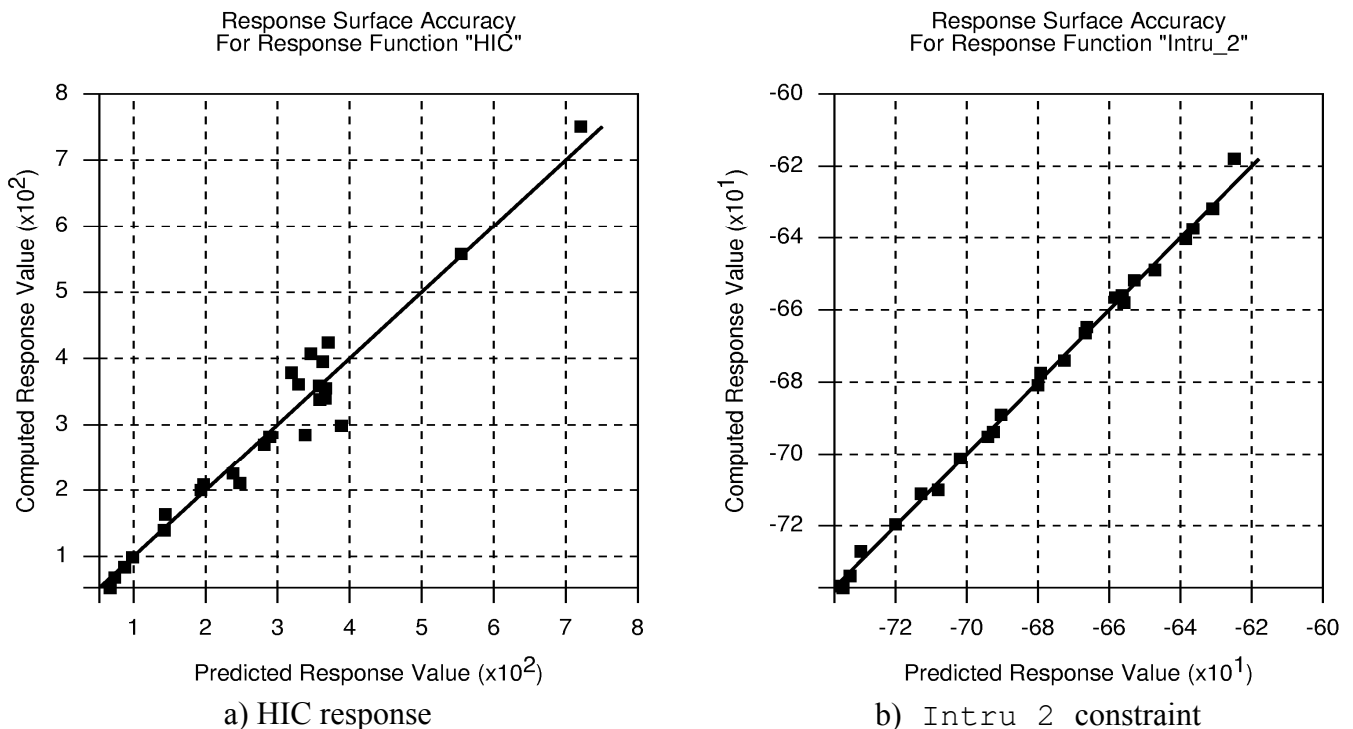 Response Surface Accuracy
For Response Function "HIC"
8
7
6
5
4
3
2
1
Computed Response Value (x10²)
1 2 3 4 5 6 7 8
Predicted Response Value (x10²)
a) HIC response
Response Surface Accuracy
For Response Function "Intru_2"
-60
-62
-64
-66
-68
-70
-72
Computed Response Value (x10¹)
-72 -70 -68 -66 -64 -62 -60
Predicted Response Value (x10¹)
b) Intru 2 constraint